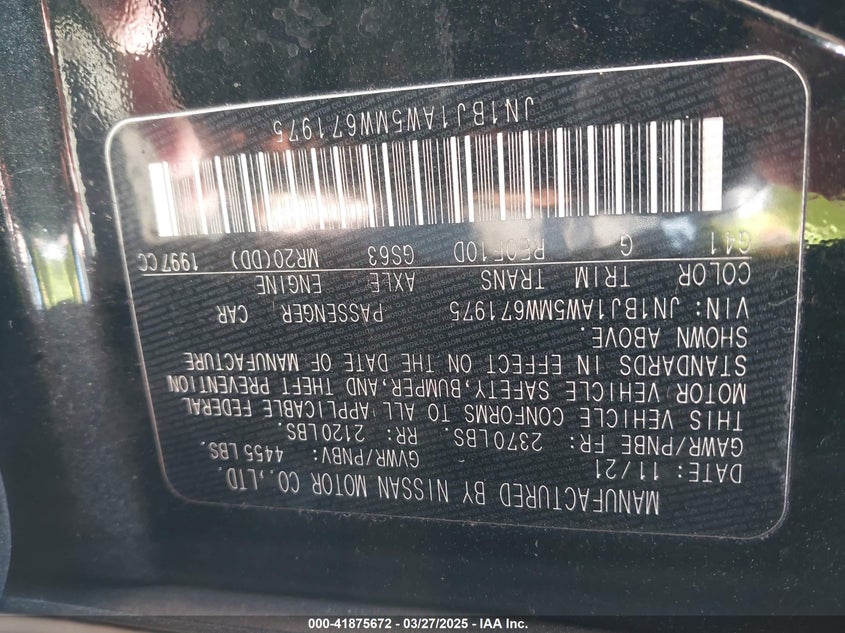 MANUFACTURED BY NISSAN MOTOR CO.,LTD.
DATE: 11/21 GVWR/PNBV: 4455 LBS.
GAWR/PNBE FR: 2370LBS. RR: 2120LBS.
THIS VEHICLE CONFORMS TO ALL APPLICABLE FEDERAL
MOTOR VEHICLE SAFETY,BUMPER,AND THEFT PREVENTION
STANDARDS IN EFFECT ON THE DATE OF MANUFACTURE
SHOWN ABOVE.
VIN: JN1BJ1AW5MW671975 PASSENGER CAR
COLOR TRIM TRANS AXLE ENGINE
G41 G RE0F10D GS63 MR20(DD) 1997CC
JN1BJ1AW5MW671975
000-41875672 — 03/27/2025 — IAA Inc.